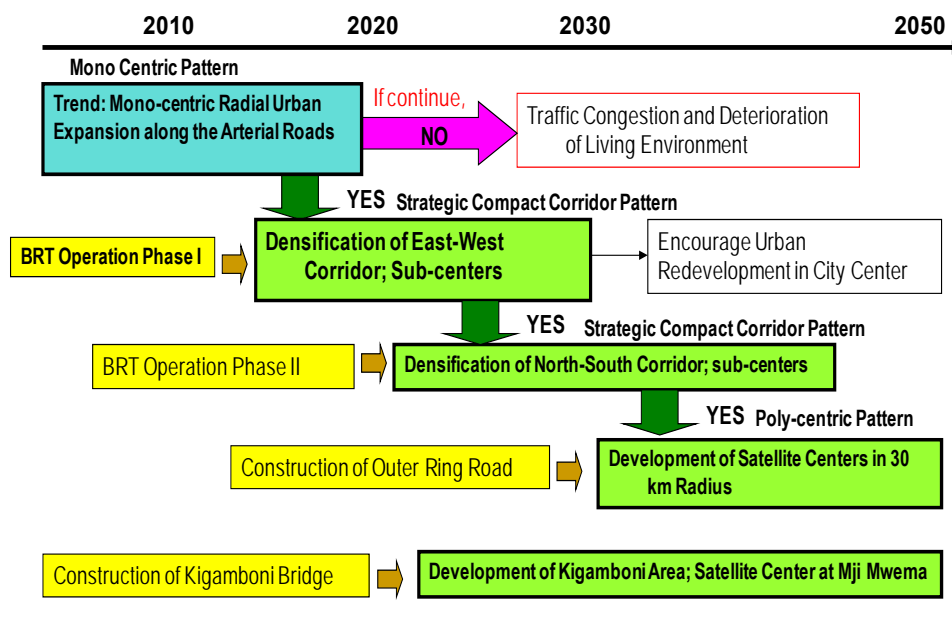 2010 2020 2030 2050
Mono Centric Pattern
Trend: Mono-centric Radial Urban
Expansion along the Arterial Roads
If continue,
NO
Traffic Congestion and Deterioration
of Living Environment
YES Strategic Compact Corridor Pattern
BRT Operation Phase I
Densification of East-West
Corridor; Sub-centers
Encourage Urban
Redevelopment in City Center
YES Strategic Compact Corridor Pattern
BRT Operation Phase II
Densification of North-South Corridor; sub-centers
YES Poly-centric Pattern
Construction of Outer Ring Road
Development of Satellite Centers in 30
km Radius
Construction of Kigamboni Bridge
Development of Kigamboni Area; Satellite Center at Mji Mwema